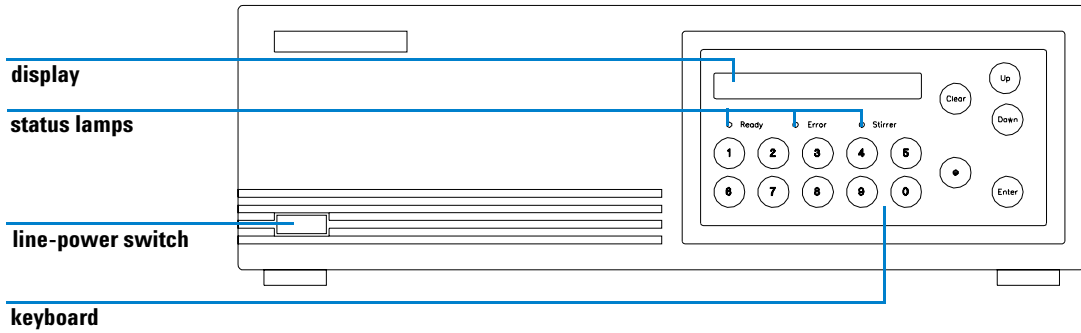 display
status lamps
line-power switch
keyboard
Up
Clear
Down
Ready Error Stirrer
1 2 3 4 5
6 7 8 9 0
Enter